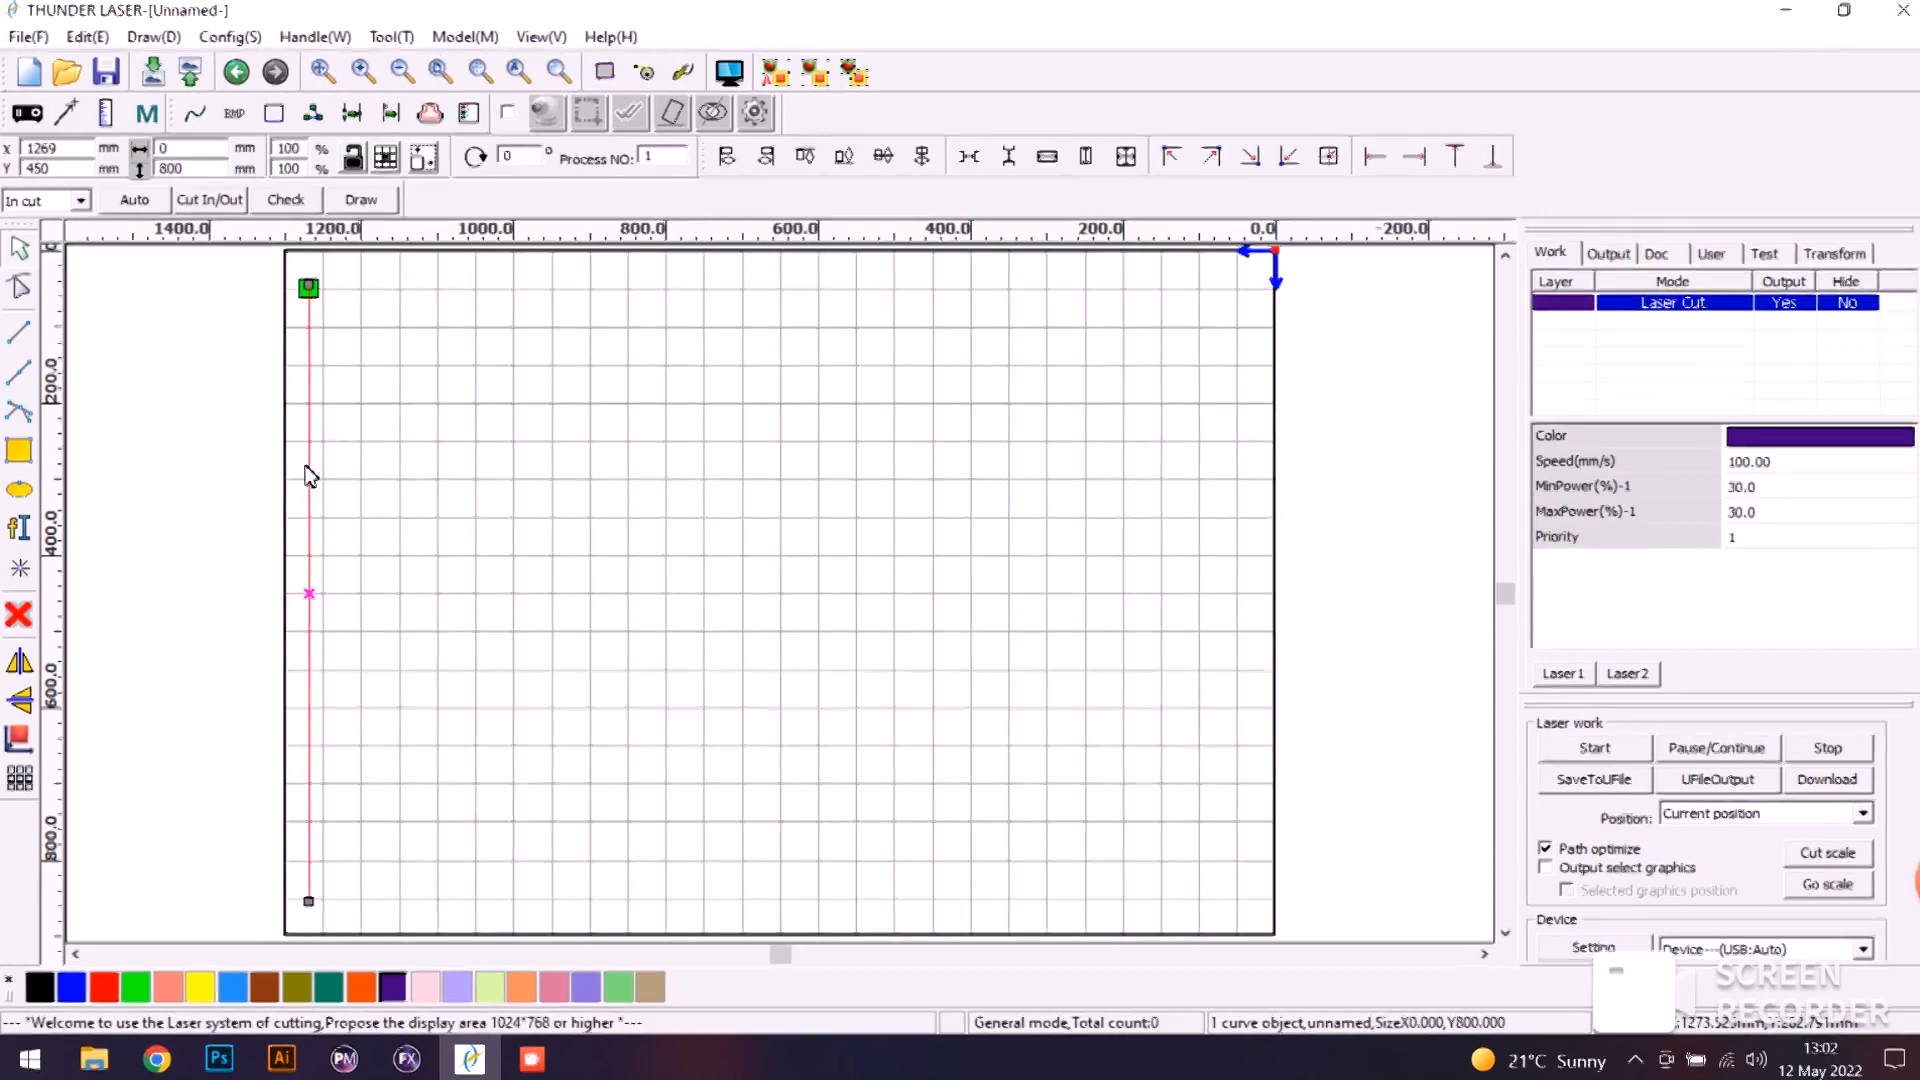 THUNDER LASER-[Unnamed-]
File(F) Edit(E) Draw(D) Config(S) Handle(W) Tool(T) Model(M) View(V) Help(H)
M BMP
X 1269 mm 0 mm 100 %
Y 450 mm 800 mm 100 %
0 ° Process NO: 1
In cut Auto Cut In/Out Check Draw
1400.0 1200.0 1000.0 800.0 600.0 400.0 200.0 0.0 -200.0
200.0
400.0
600.0
800.0
Work Output Doc User Test Transform
Layer Mode Output Hide
Laser Cut Yes No
Color
Speed(mm/s) 100.00
MinPower(%)-1 30.0
MaxPower(%)-1 30.0
Priority 1
Laser1 Laser2
Laser work
Start Pause/Continue Stop
SaveToUFile UFileOutput Download
Position: Current position
Path optimize Cut scale
Output select graphics
Selected graphics position Go scale
Device
Setting Device---(USB:Auto)
SCREEN
RECORDER
--- *Welcome to use the Laser system of cutting,Propose the display area 1024*768 or higher *---
General mode,Total count:0
1 curve object,unnamed,SizeX0.000,Y800.000
Ps Ai PM FX
21°C Sunny
13:02
12 May 2022